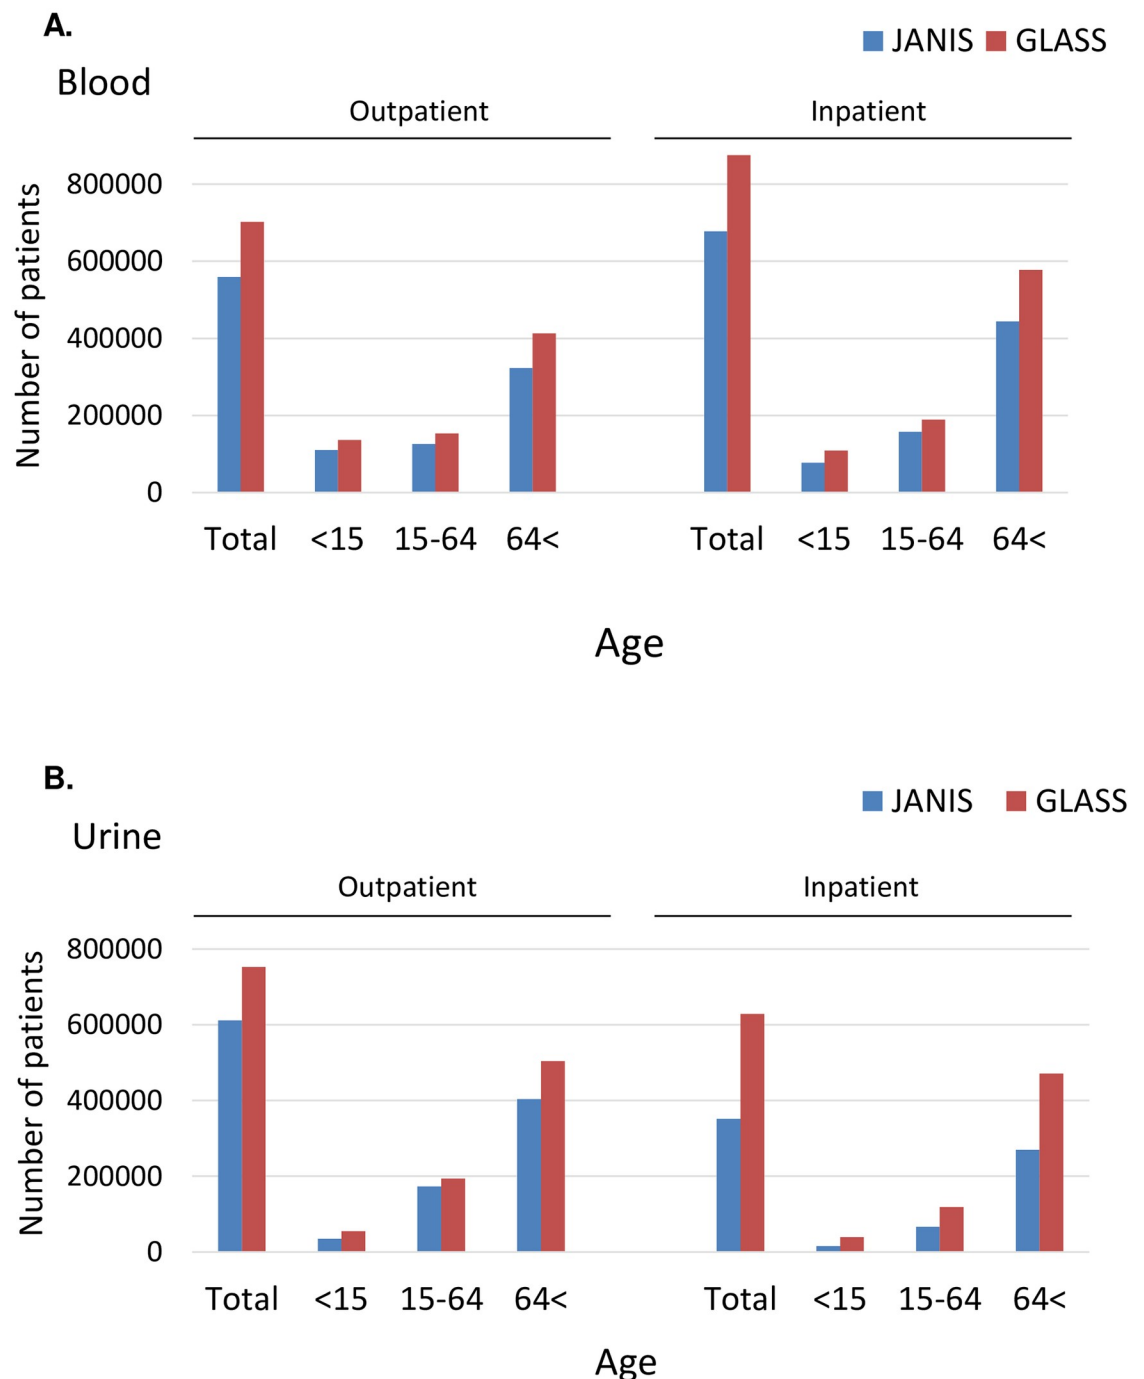 A.
JANIS GLASS
Blood
Outpatient Inpatient
Number of patients
800000
600000
400000
200000
0
Total <15 15-64 64< Total <15 15-64 64<
Age
B.
JANIS GLASS
Urine
Outpatient Inpatient
Number of patients
800000
600000
400000
200000
0
Total <15 15-64 64< Total <15 15-64 64<
Age